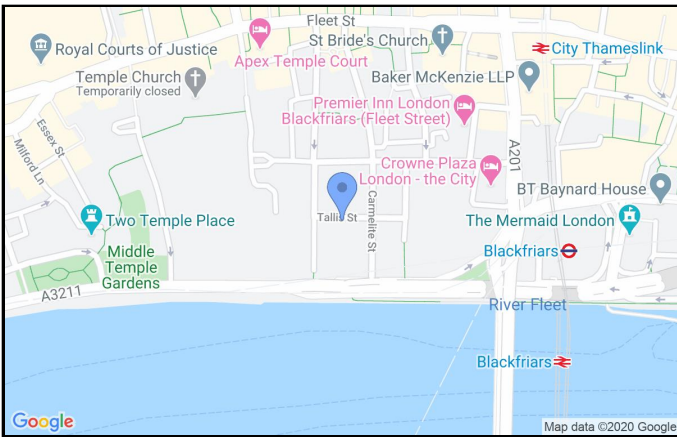 Fleet St
Royal Courts of Justice
St Bride's Church
City Thameslink
Apex Temple Court
Temple Church
Temporarily closed
Baker McKenzie LLP
Premier Inn London
Blackfriars (Fleet Street)
Essex St
Milford Ln
A201
Crowne Plaza
London - the City
BT Baynard House
Carmelite St
Tallis St
Two Temple Place
The Mermaid London
Middle
Temple
Gardens
Blackfriars
A3211
River Fleet
Blackfriars
Google
Map data ©2020 Google